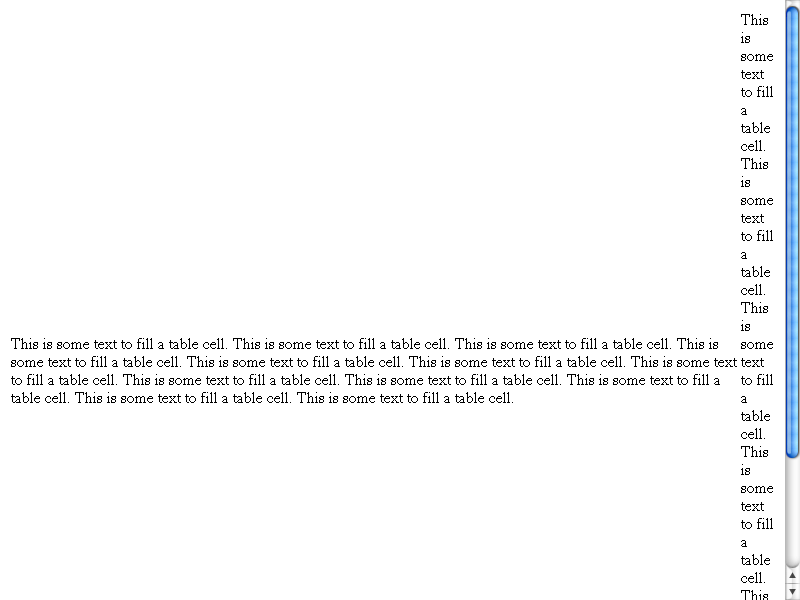 This is some text to fill a table cell. This is some text to fill a table cell. This is some text to fill a table cell. This is
some text to fill a table cell. This is some text to fill a table cell. This is some text to fill a table cell. This is some text
to fill a table cell. This is some text to fill a table cell. This is some text to fill a table cell. This is some text to fill a
table cell. This is some text to fill a table cell. This is some text to fill a table cell.
This
is
some
text
to fill
a
table
cell.
This
is
some
text
to fill
a
table
cell.
This
is
some
text
to fill
a
table
cell.
This
is
some
text
to fill
a
table
cell.
This